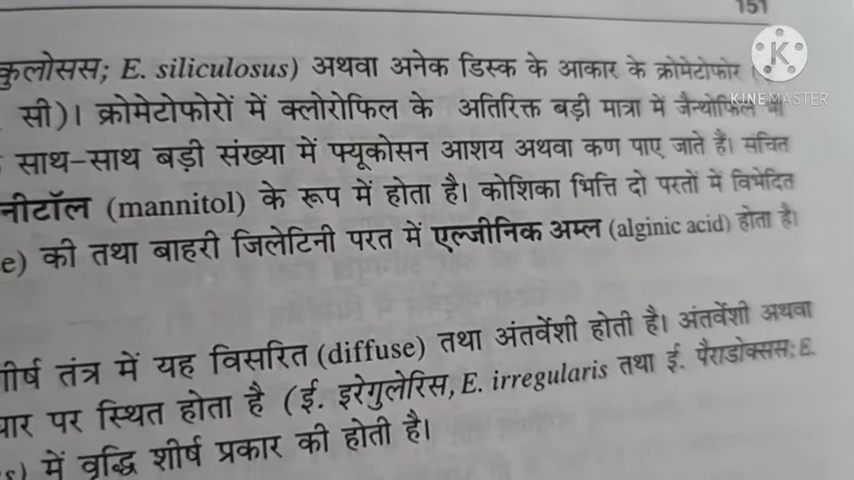 151
कुलोसस; E. siliculosus) अथवा अनेक डिस्क के आकार के क्रोमेटोफोर
सी)। क्रोमेटोफोरों में क्लोरोफिल के अतिरिक्त बड़ी मात्रा में जैन्थोफिल
साथ-साथ बड़ी संख्या में फ्यूकोसन आशय अथवा कण पाए जाते हैं। संचित
नीटॉल (mannitol) के रूप में होता है। कोशिका भित्ति दो परतों में विभेदित
e) की तथा बाहरी जिलेटिनी परत में एल्जीनिक अम्ल (alginic acid) होता है।
शीर्ष तंत्र में यह विसरित (diffuse) तथा अंतर्वेशी होती है। अंतर्वेशी अथवा
पर स्थित होता है (ई. इरेगुलेरिस, E. irregularis तथा ई. पैराडोक्सस; E.
s) में वृद्धि शीर्ष प्रकार की होती है।
KINEMASTER